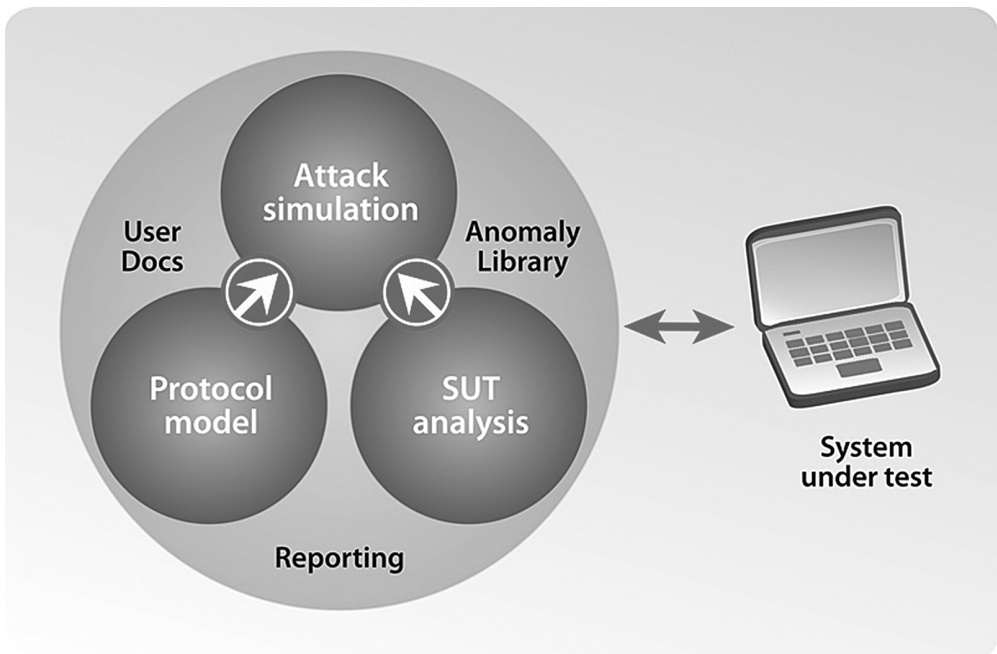 Attack
simulation
User
Docs
Anomaly
Library
Protocol
model
SUT
analysis
Reporting
System
under test